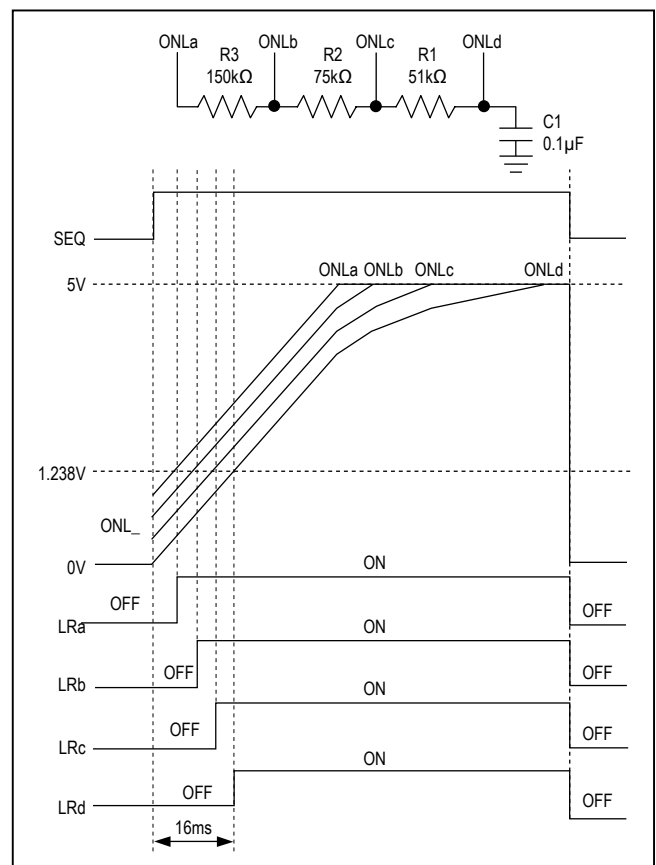 ONLa
ONLb
ONLc
ONLd
R3
150kΩ
R2
75kΩ
R1
51kΩ
C1
0.1µF
SEQ
5V
ONLa ONLb ONLc ONLd
1.238V
ONL_
0V
ON
OFF
OFF
LRa
ON
OFF
OFF
LRb
ON
OFF
OFF
LRc
ON
OFF
OFF
LRd
16ms